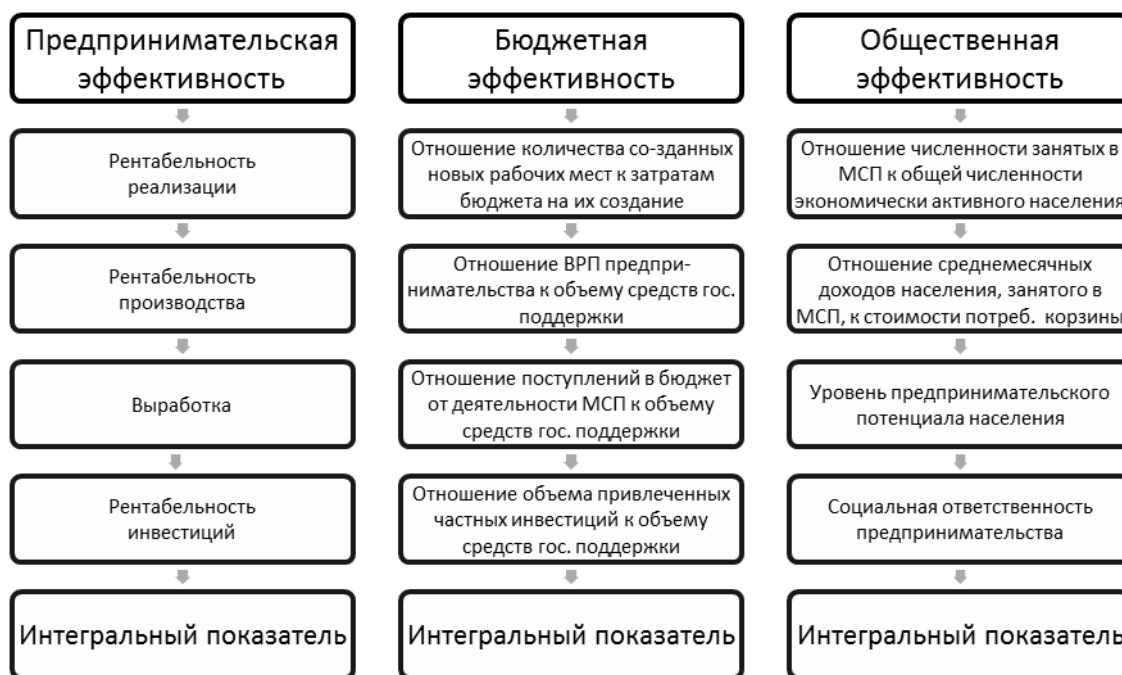 Предпринимательская
эффективность
Рентабельность
реализации
Рентабельность
производства
Выработка
Рентабельность
инвестиций
Интегральный показатель
Бюджетная
эффективность
Отношение количества со-зданных
новых рабочих мест к затратам
бюджета на их создание
Отношение ВРП предпри-
нимательства к объему средств гос.
поддержки
Отношение поступлений в бюджет
от деятельности МСП к объему
средств гос. поддержки
Отношение объема привлеченных
частных инвестиций к объему
средств гос. поддержки
Интегральный показатель
Общественная
эффективность
Отношение численности занятых в
МСП к общей численности
экономически активного населения
Отношение среднемесячных
доходов населения, занятого в
МСП, к стоимости потреб. корзины
Уровень предпринимательского
потенциала населения
Социальная ответственность
предпринимательства
Интегральный показатель